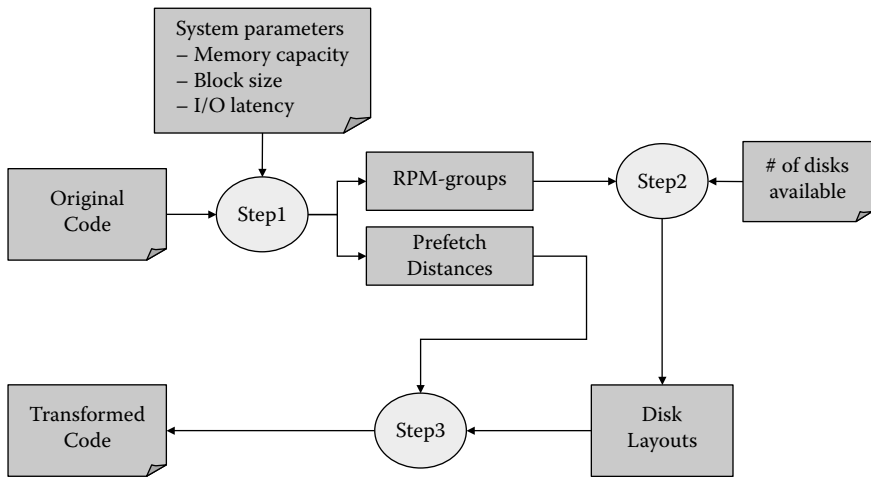 System parameters
– Memory capacity
– Block size
– I/O latency
Original
Code
Step1
RPM-groups
Prefetch
Distances
Step2
# of disks
available
Transformed
Code
Step3
Disk
Layouts